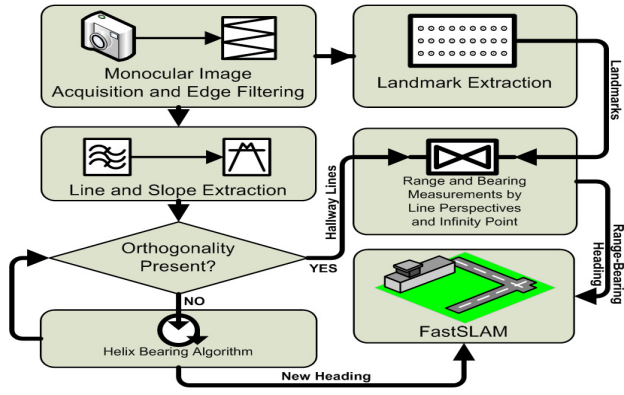 Monocular Image
Acquisition and Edge Filtering
Landmark Extraction
Landmarks
Line and Slope Extraction
Range and Bearing
Measurements by
Line Perspectives
and Infinity Point
Hallway Lines
Orthogonality
Present?
YES
NO
Range-Bearing
Heading
Helix Bearing Algorithm
FastSLAM
New Heading